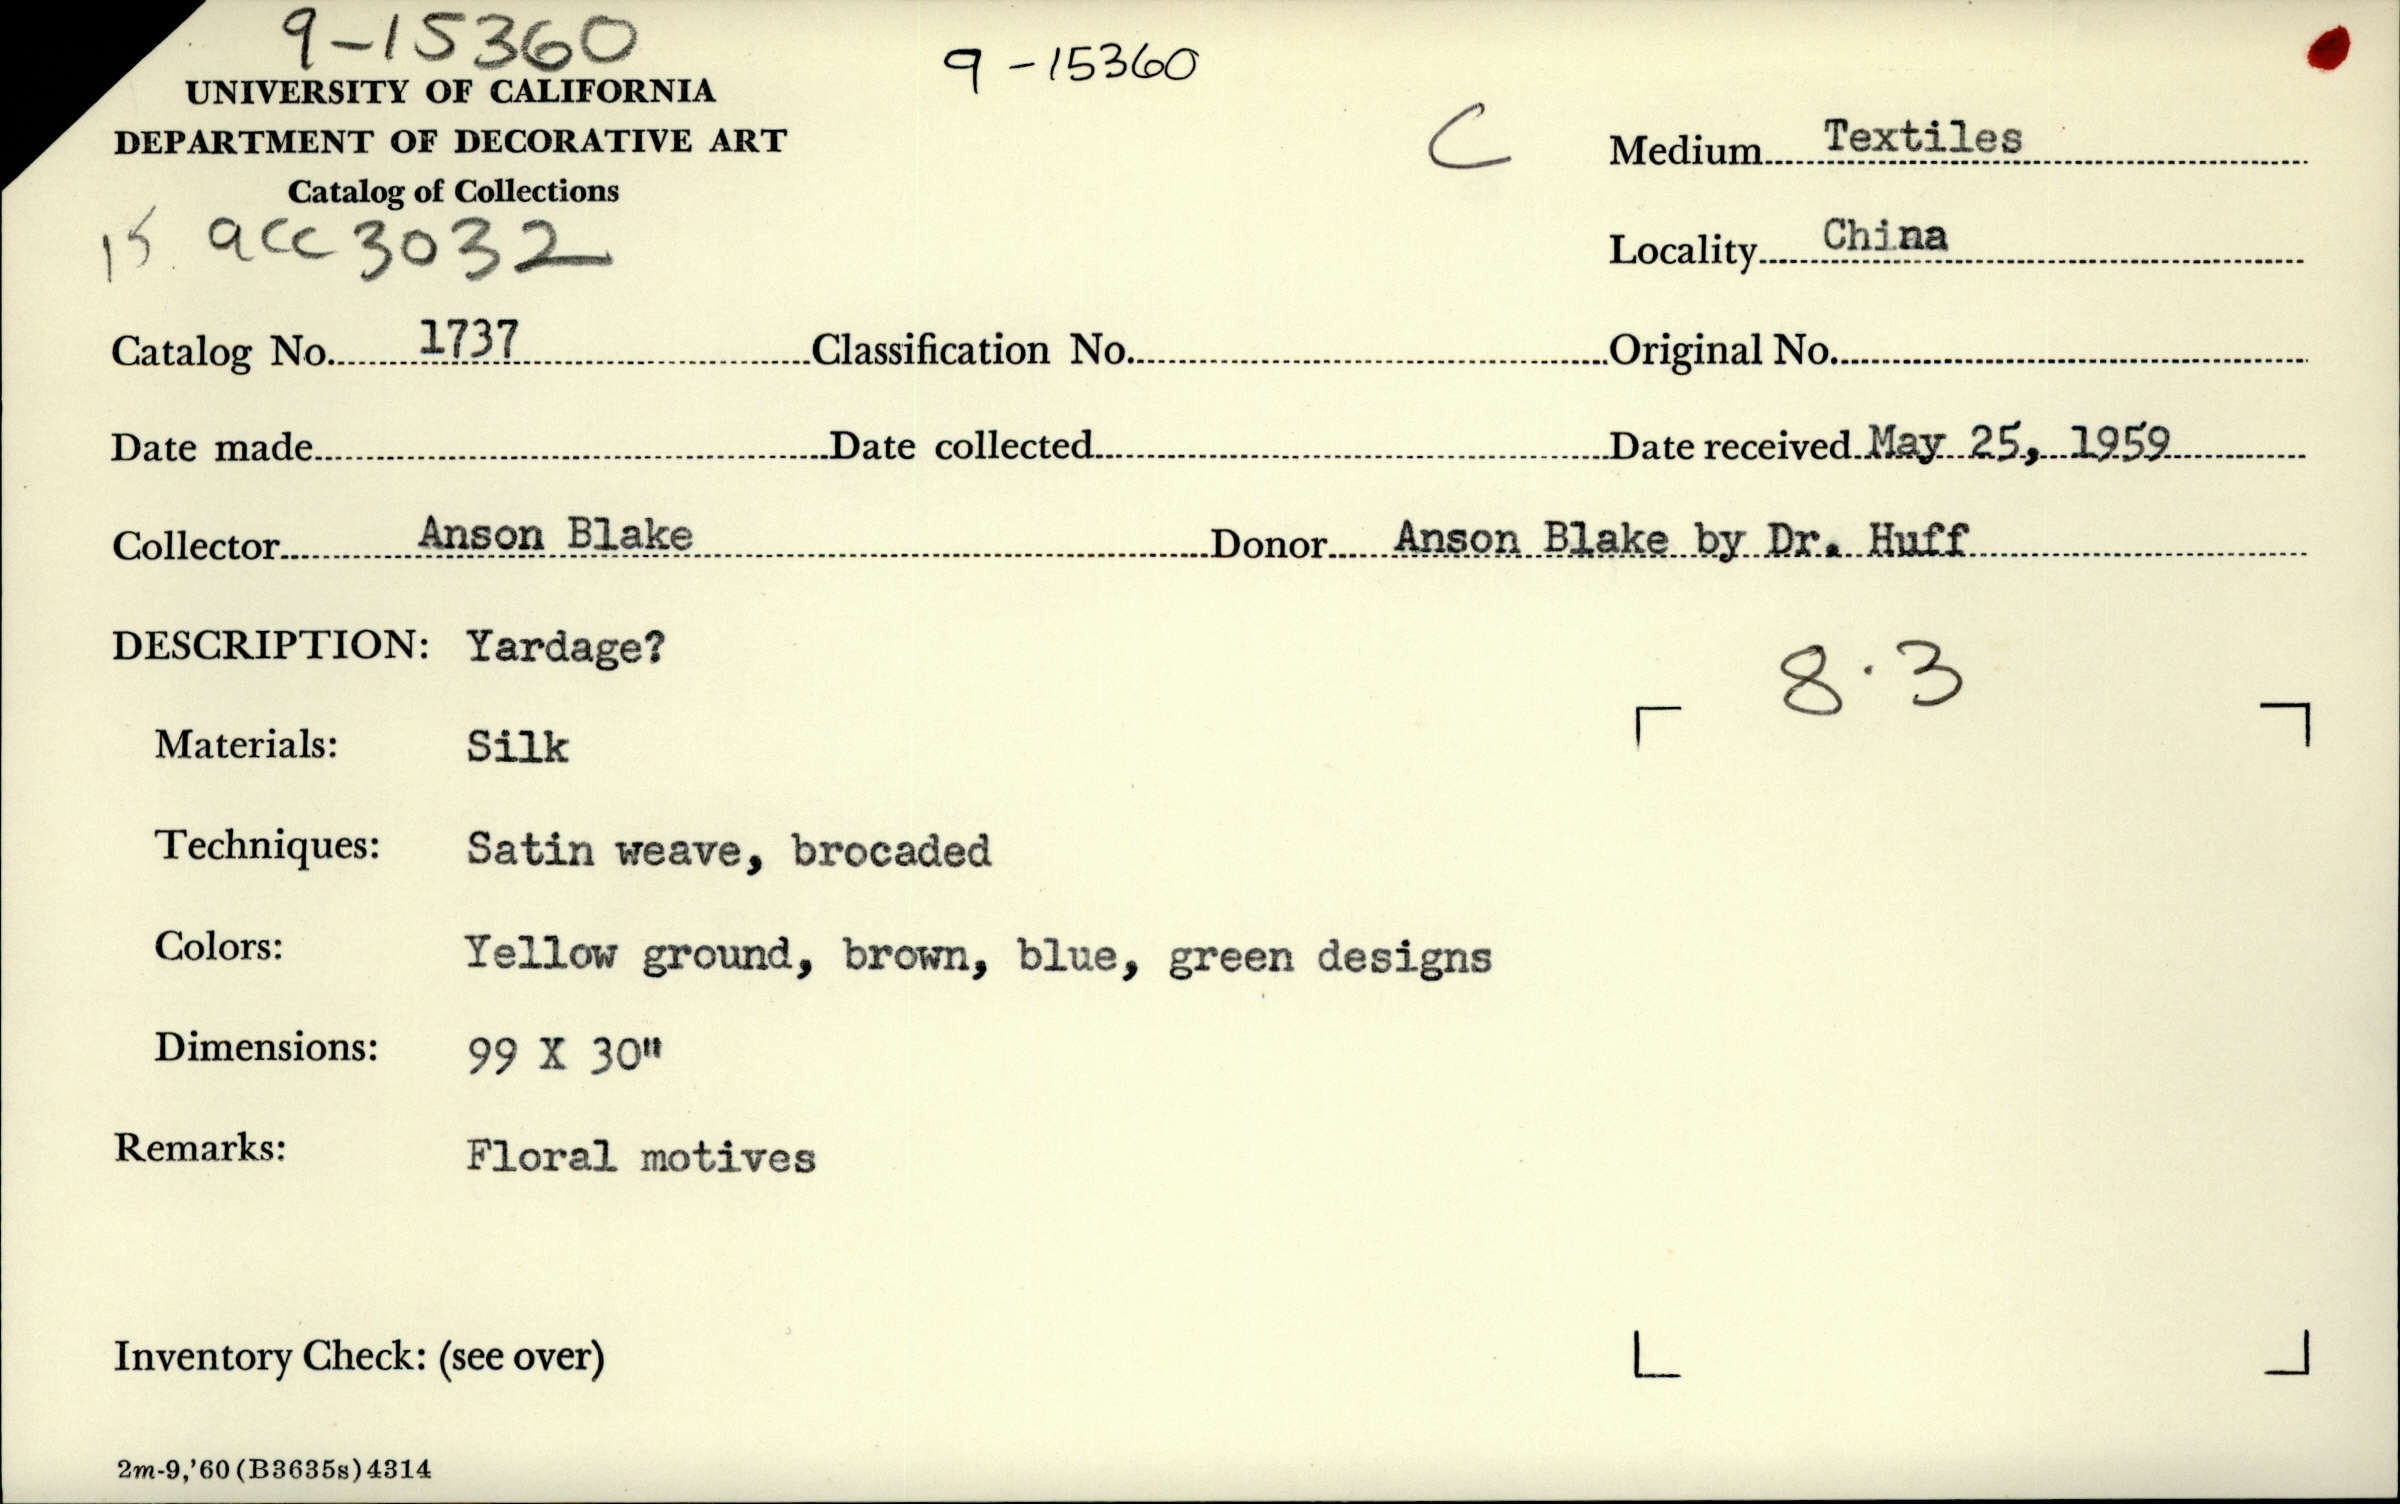 9-15360
9-15360
UNIVERSITY OF CALIFORNIA
DEPARTMENT OF DECORATIVE ART
Catalog of Collections
C
Medium Textiles
15 acc 3032
Locality China
Catalog No. 1737 Classification No. Original No.
Date made Date collected Date received May 25, 1959
Collector Anson Blake Donor Anson Blake by Dr. Huff
DESCRIPTION: Yardage?
8.3
Materials: Silk
Techniques: Satin weave, brocaded
Colors: Yellow ground, brown, blue, green designs
Dimensions: 99 X 30"
Remarks: Floral motives
Inventory Check: (see over)
2m-9,'60(B3635s)4314